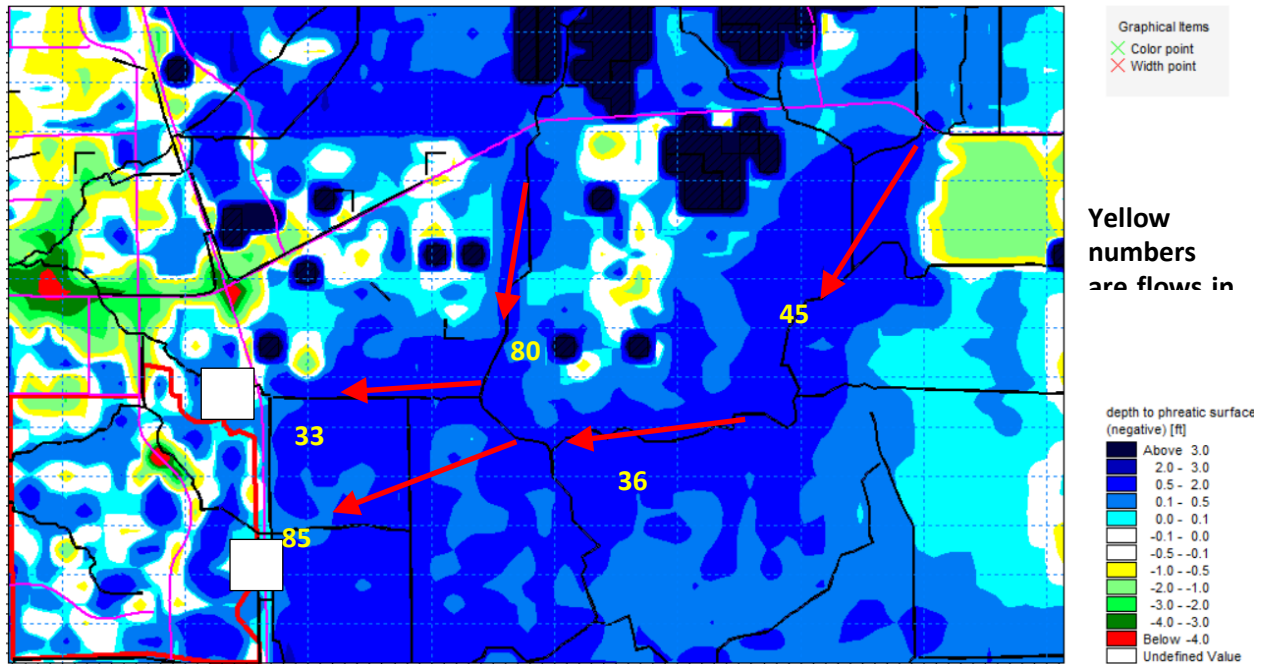 Graphical Items
Color point
Width point
Yellow
numbers
are flows in
45
80
33
36
85
depth to phreatic surface
(negative) [ft]
Above 3.0
2.0 - 3.0
0.5 - 2.0
0.1 - 0.5
0.0 - 0.1
-0.1 - 0.0
-0.5 - -0.1
-1.0 - -0.5
-2.0 - -1.0
-3.0 - -2.0
-4.0 - -3.0
Below -4.0
Undefined Value